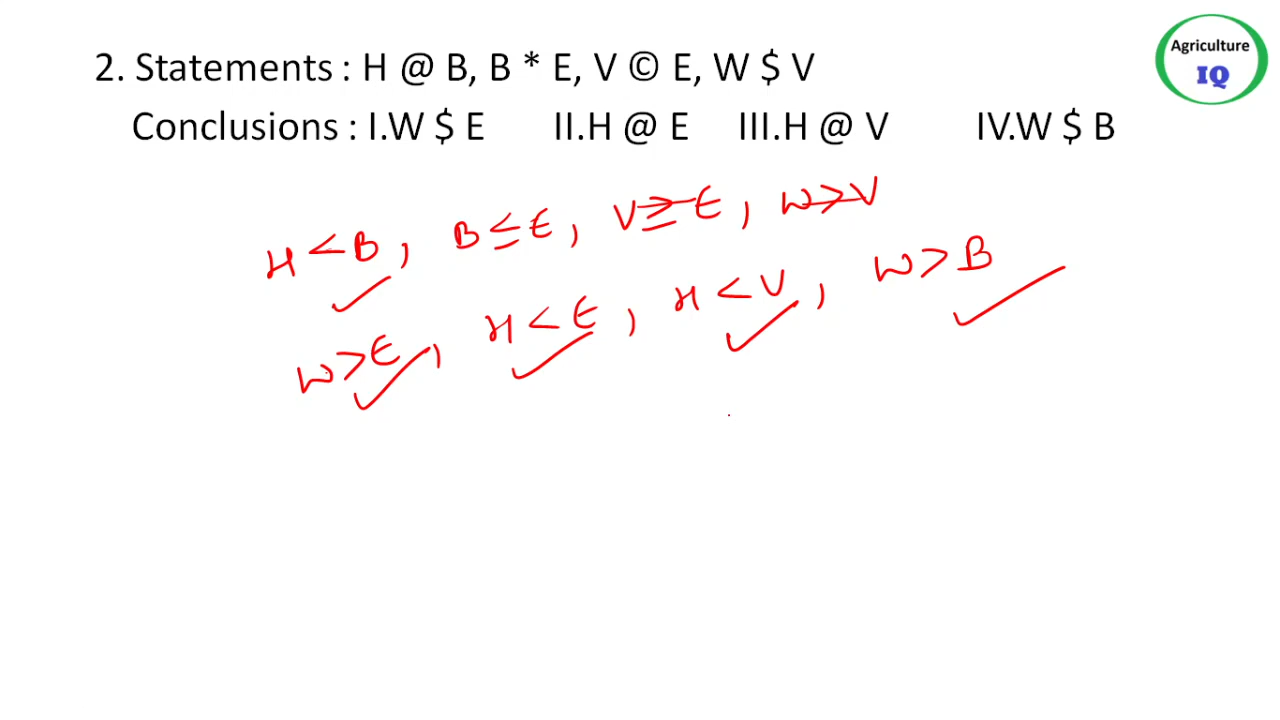 Agriculture
IQ
2. Statements : H @ B, B * E, V © E, W $ V
Conclusions : I.W $ E II.H @ E III.H @ V IV.W $ B
H < B, B ≤ E, V ≥ E, W > V
W > E, H < E, H < V, W > B